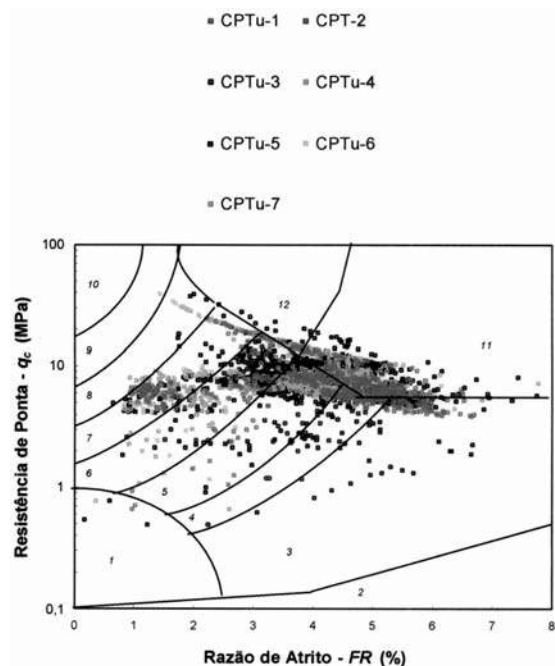 CPTu-1 CPT-2
CPTu-3 CPTu-4
CPTu-5 CPTu-6
CPTu-7
Resistência de Ponta - qc (MPa)
100
10
1
0,1
10
9
8
7
6
5
4
1
12
11
3
2
0 1 2 3 4 5 6 7 8
Razão de Atrito - FR (%)